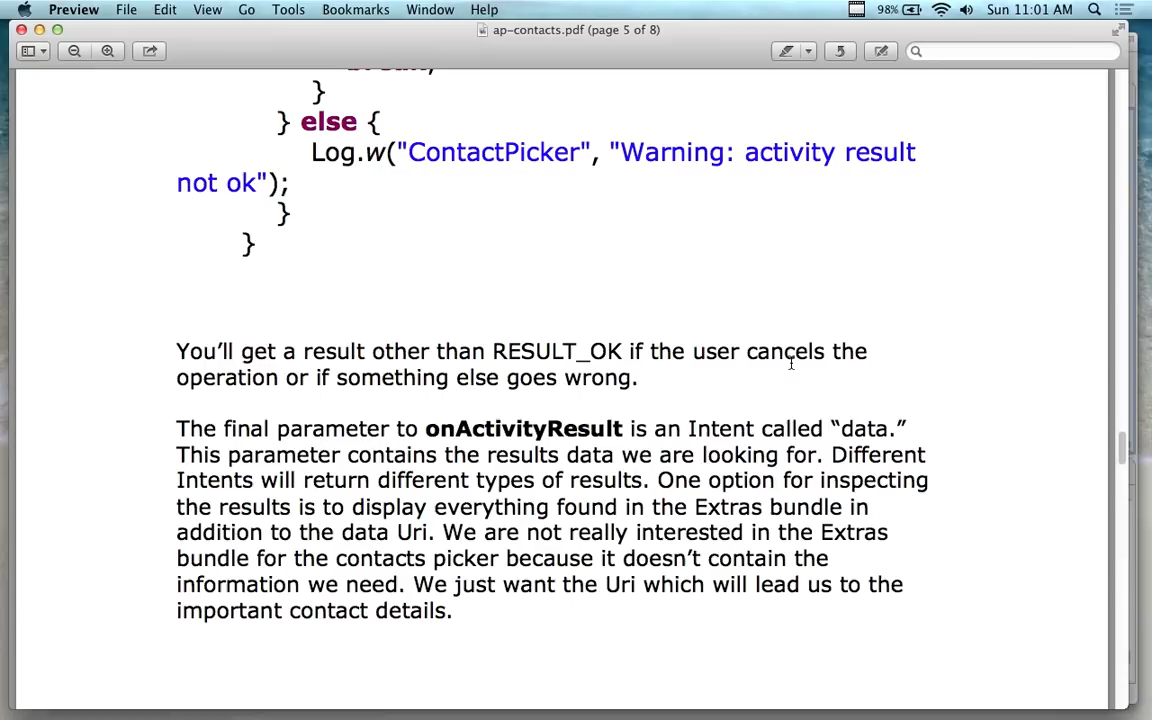 Preview File Edit View Go Tools Bookmarks Window Help 98% Sun 11:01 AM
ap-contacts.pdf (page 5 of 8)
}
} else {
Log.w("ContactPicker", "Warning: activity result
not ok");
}
}
You’ll get a result other than RESULT_OK if the user cancels the
operation or if something else goes wrong.
The final parameter to onActivityResult is an Intent called “data.”
This parameter contains the results data we are looking for. Different
Intents will return different types of results. One option for inspecting
the results is to display everything found in the Extras bundle in
addition to the data Uri. We are not really interested in the Extras
bundle for the contacts picker because it doesn’t contain the
information we need. We just want the Uri which will lead us to the
important contact details.